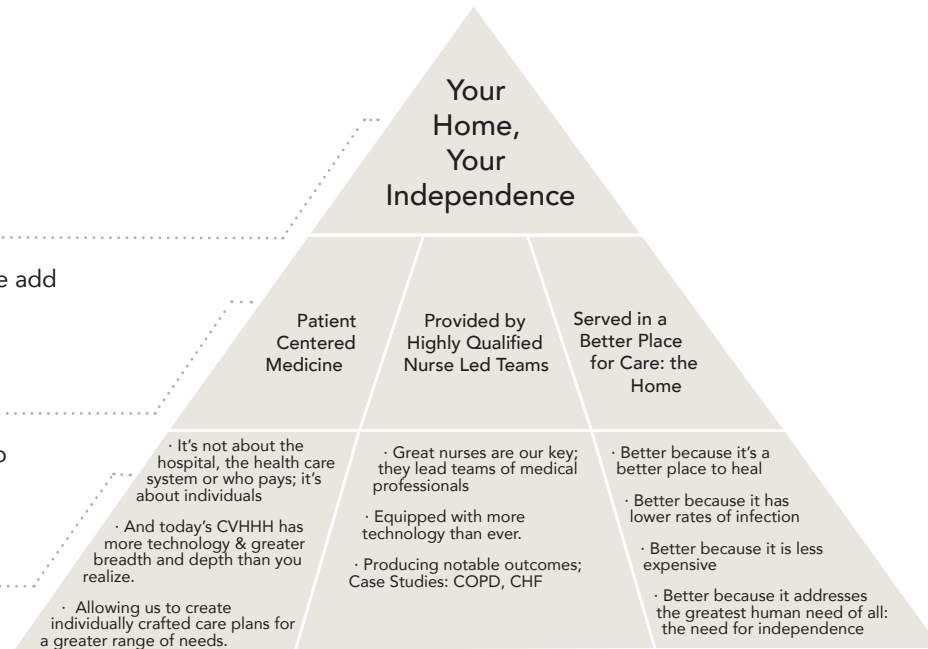 Your
Home,
Your
Independence
e add
Patient
Centered
Medicine
Provided by
Highly Qualified
Nurse Led Teams
Served in a
Better Place
for Care: the
Home
o
· It's not about the
hospital, the health care
system or who pays; it's
about individuals
· And today's CVHHH has
more technology & greater
breadth and depth than you
realize.
· Allowing us to create
individually crafted care plans for
a greater range of needs.
· Great nurses are our key;
they lead teams of medical
professionals
· Equipped with more
technology than ever.
· Producing notable outcomes;
Case Studies: COPD, CHF
· Better because it's a
better place to heal
· Better because it has
lower rates of infection
· Better because it is less
expensive
· Better because it addresses
the greatest human need of all:
the need for independence